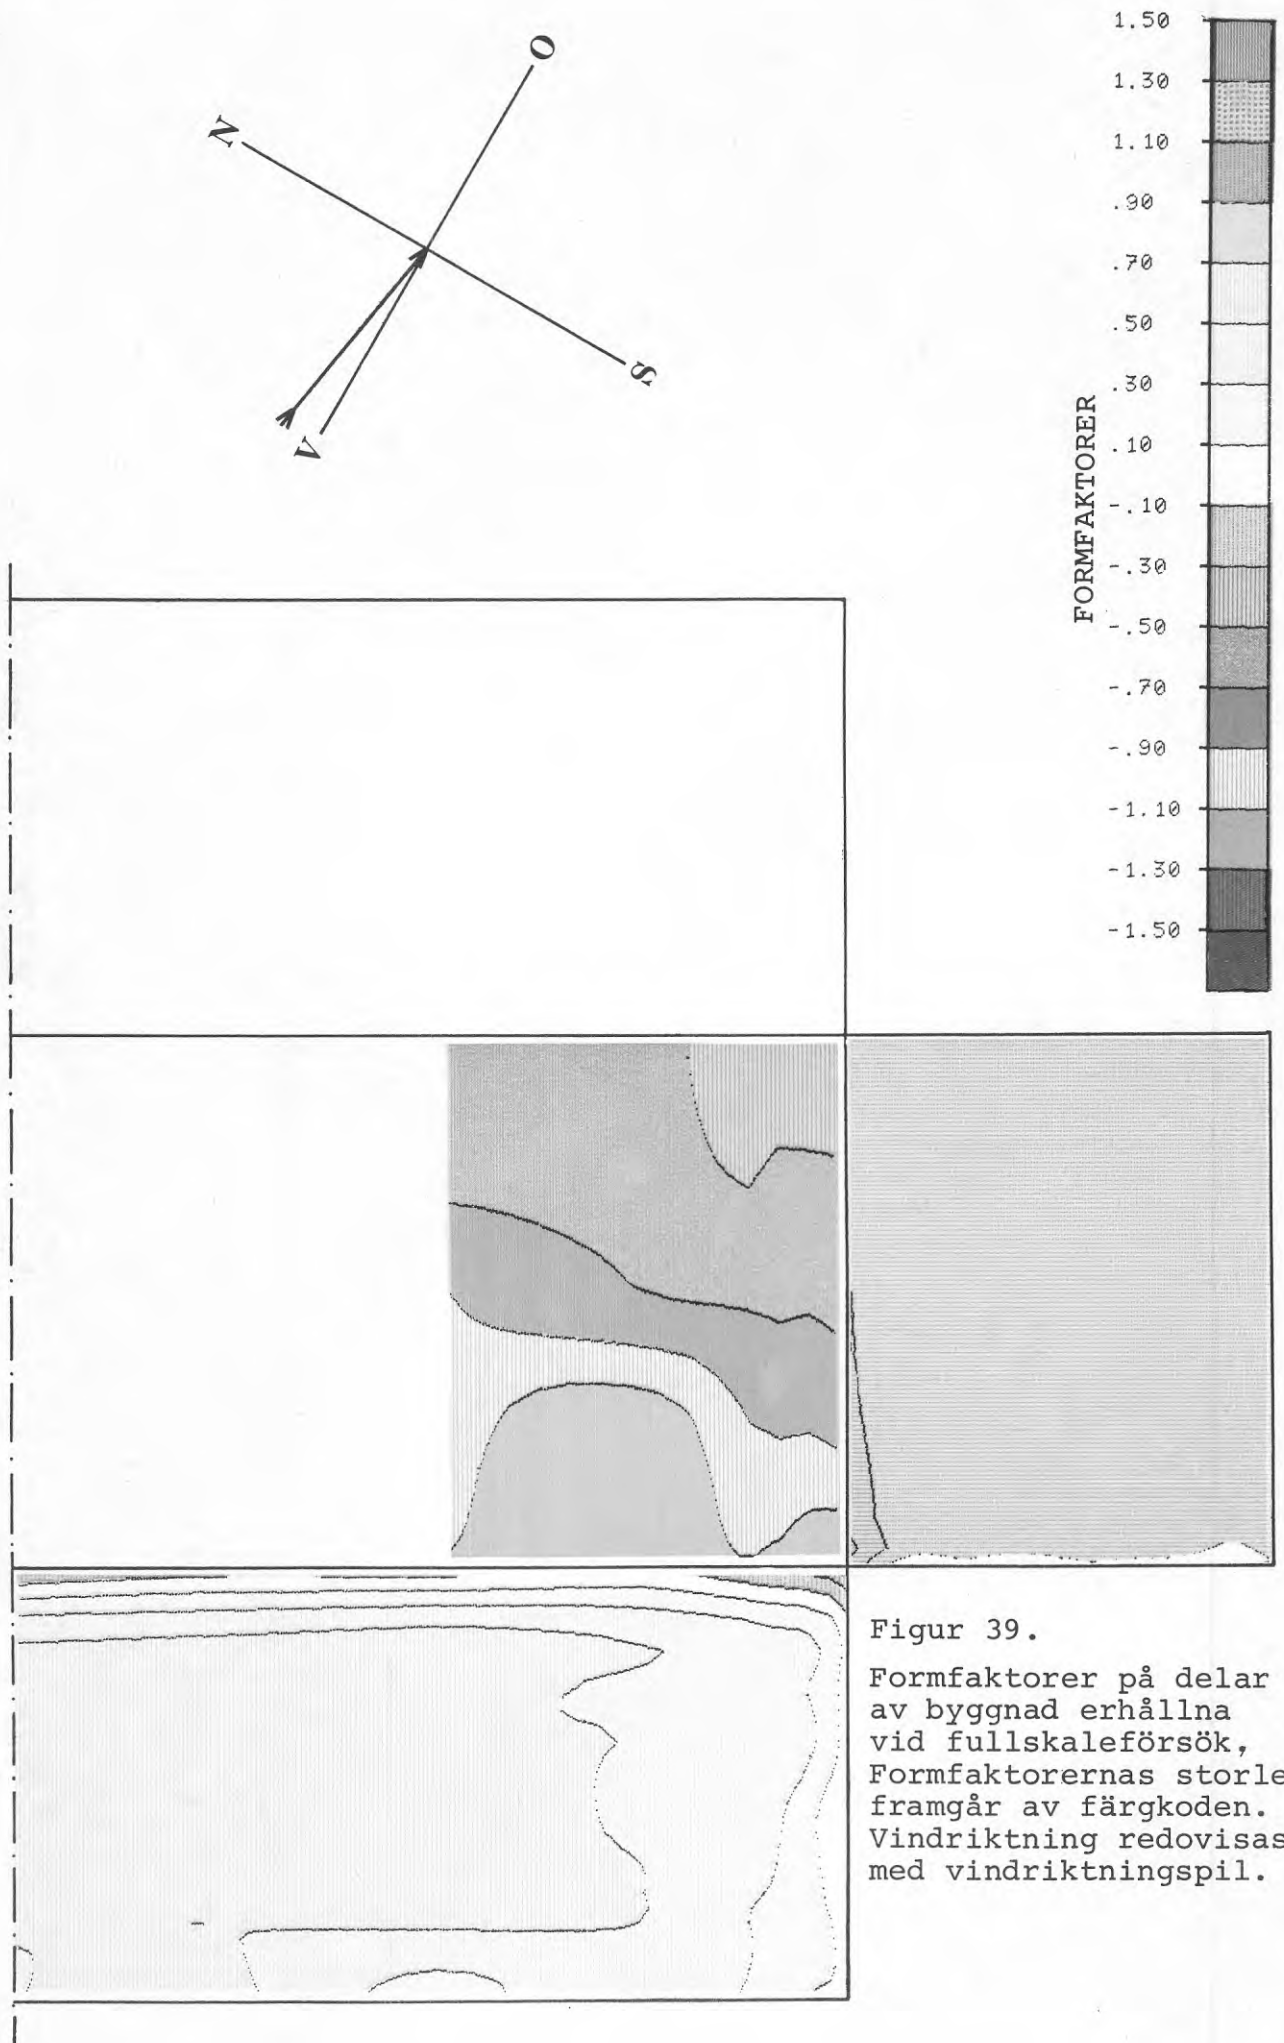 O
N
S
V
FORMFAKTORER
1.50
1.30
1.10
.90
.70
.50
.30
.10
-.10
-.30
-.50
-.70
-.90
-1.10
-1.30
-1.50
Figur 39.
Formfaktorer på delar
av byggnad erhållna
vid fullskaleförsök,
Formfaktorernas storle
framgår av färgkoden.
Vindriktning redovisas
med vindriktningspil.